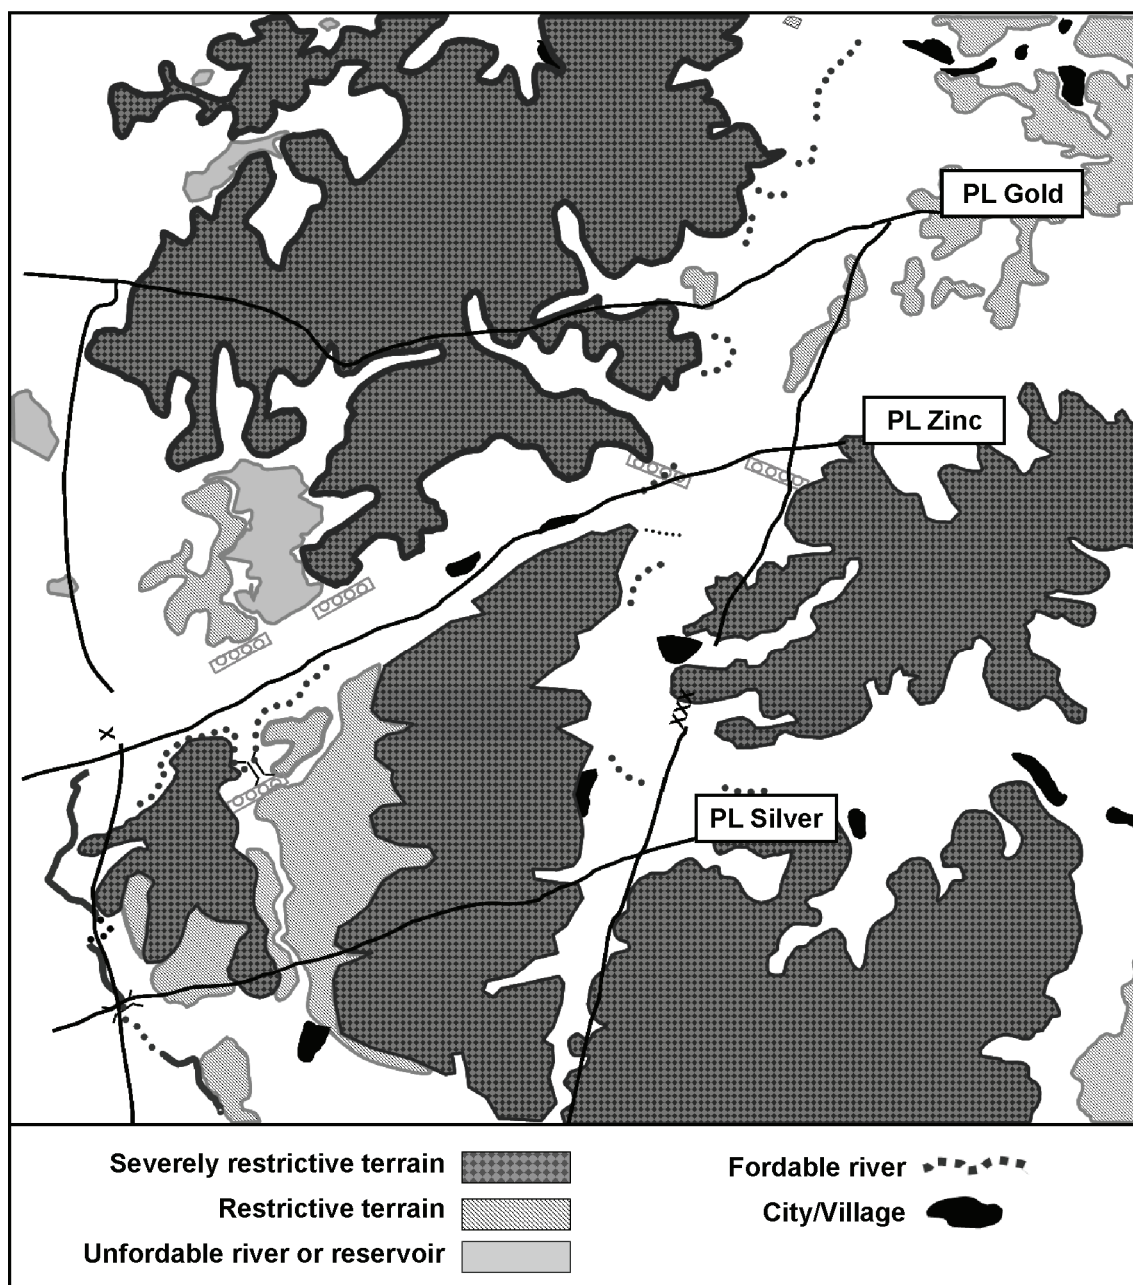 PL Gold
PL Zinc
X
XXX
PL Silver
Severely restrictive terrain
Restrictive terrain
Unfordable river or reservoir
Fordable river
City/Village